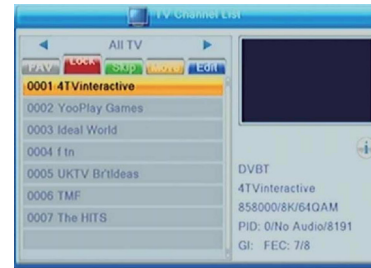 TV Channel List
All TV
FAV Lock Skip Move Edit
0001 4TVinteractive
0002 YooPlay Games
0003 Ideal World
0004 f tn
0005 UKTV Br'tIdeas
0006 TMF
0007 The HITS
DVBT
4TVinteractive
858000/8K/64QAM
PID: 0/No Audio/8191
GI: FEC: 7/8